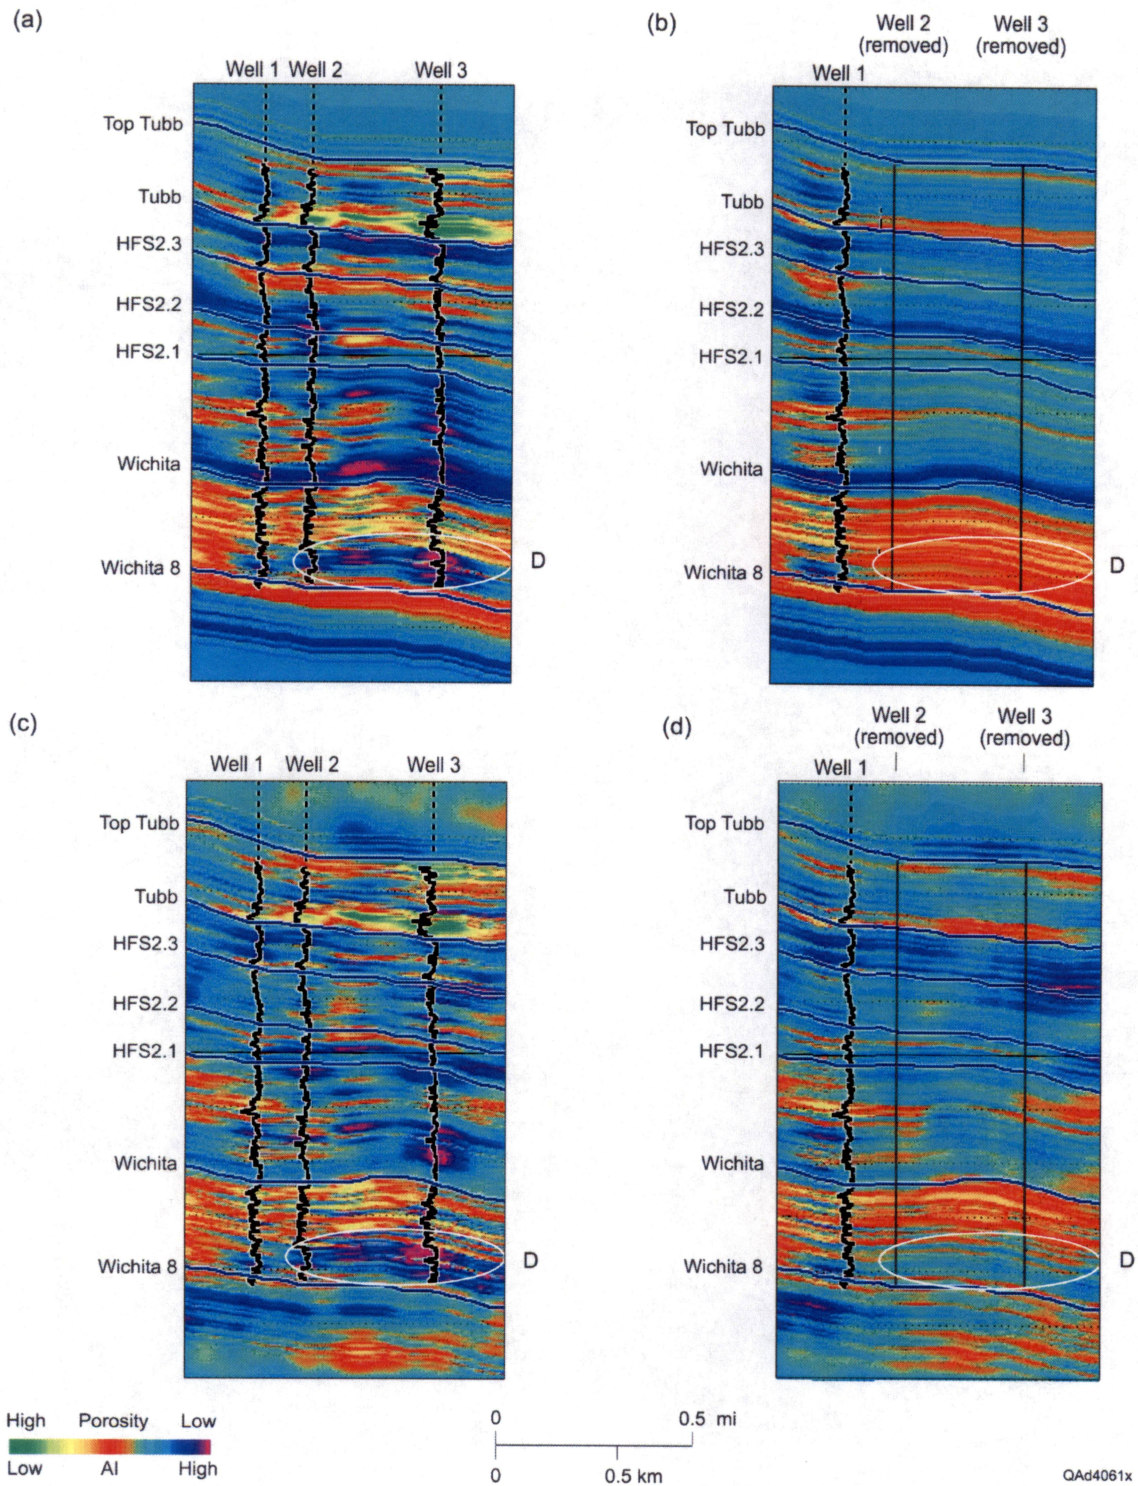 (a)
Well 1 Well 2 Well 3
Top Tubb
Tubb
HFS2.3
HFS2.2
HFS2.1
Wichita
Wichita 8
D
(b)
Well 2
(removed)
Well 3
(removed)
Well 1
Top Tubb
Tubb
HFS2.3
HFS2.2
HFS2.1
Wichita
Wichita 8
D
(c)
Well 1 Well 2 Well 3
Top Tubb
Tubb
HFS2.3
HFS2.2
HFS2.1
Wichita
Wichita 8
D
(d)
Well 2
(removed)
Well 3
(removed)
Well 1
Top Tubb
Tubb
HFS2.3
HFS2.2
HFS2.1
Wichita
Wichita 8
D
High Porosity Low
Low AI High
0 0.5 mi
0 0.5 km
QAd4061x